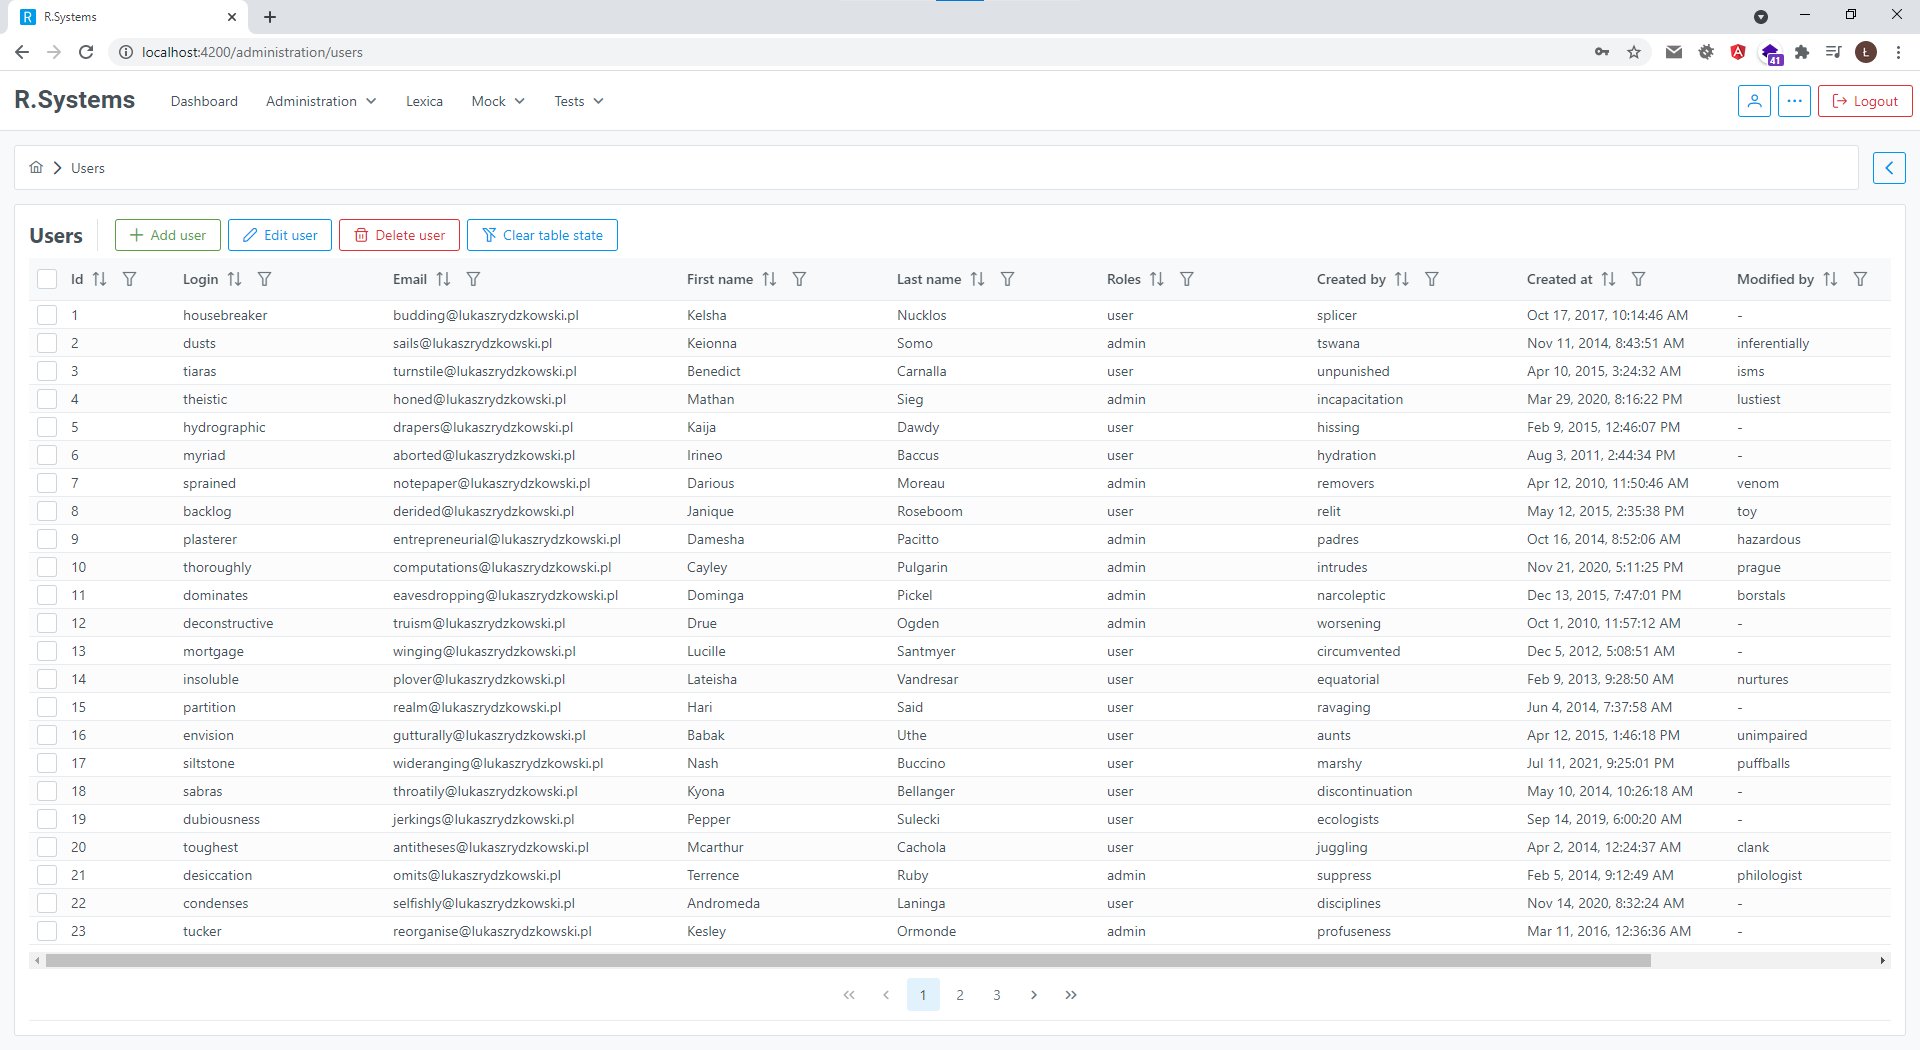 R R.Systems
localhost:4200/administration/users
41
Ł
R.Systems Dashboard Administration Lexica Mock Tests Logout
Users
Users Add user Edit user Delete user Clear table state
Id Login Email First name Last name Roles Created by Created at Modified by
1 housebreaker budding@lukaszrydzkowski.pl Kelsha Nucklos user splicer Oct 17, 2017, 10:14:46 AM -
2 dusts sails@lukaszrydzkowski.pl Keionna Somo admin tswana Nov 11, 2014, 8:43:51 AM inferentially
3 tiaras turnstile@lukaszrydzkowski.pl Benedict Carnalla user unpunished Apr 10, 2015, 3:24:32 AM isms
4 theistic honed@lukaszrydzkowski.pl Mathan Sieg admin incapacitation Mar 29, 2020, 8:16:22 PM lustiest
5 hydrographic drapers@lukaszrydzkowski.pl Kaija Dawdy user hissing Feb 9, 2015, 12:46:07 PM -
6 myriad aborted@lukaszrydzkowski.pl Irineo Baccus user hydration Aug 3, 2011, 2:44:34 PM -
7 sprained notepaper@lukaszrydzkowski.pl Darious Moreau admin removers Apr 12, 2010, 11:50:46 AM venom
8 backlog derided@lukaszrydzkowski.pl Janique Roseboom user relit May 12, 2015, 2:35:38 PM toy
9 plasterer entrepreneurial@lukaszrydzkowski.pl Damesha Pacitto admin padres Oct 16, 2014, 8:52:06 AM hazardous
10 thoroughly computations@lukaszrydzkowski.pl Cayley Pulgarin admin intrudes Nov 21, 2020, 5:11:25 PM prague
11 dominates eavesdropping@lukaszrydzkowski.pl Dominga Pickel admin narcoleptic Dec 13, 2015, 7:47:01 PM borstals
12 deconstructive truism@lukaszrydzkowski.pl Drue Ogden admin worsening Oct 1, 2010, 11:57:12 AM -
13 mortgage winging@lukaszrydzkowski.pl Lucille Santmyer user circumvented Dec 5, 2012, 5:08:51 AM -
14 insoluble plover@lukaszrydzkowski.pl Lateisha Vandresar user equatorial Feb 9, 2013, 9:28:50 AM nurtures
15 partition realm@lukaszrydzkowski.pl Hari Said user ravaging Jun 4, 2014, 7:37:58 AM -
16 envision gutturally@lukaszrydzkowski.pl Babak Uthe user aunts Apr 12, 2015, 1:46:18 PM unimpaired
17 siltstone wideranging@lukaszrydzkowski.pl Nash Buccino user marshy Jul 11, 2021, 9:25:01 PM puffballs
18 sabras throatily@lukaszrydzkowski.pl Kyona Bellanger user discontinuation May 10, 2014, 10:26:18 AM -
19 dubiousness jerkings@lukaszrydzkowski.pl Pepper Sulecki user ecologists Sep 14, 2019, 6:00:20 AM -
20 toughest antitheses@lukaszrydzkowski.pl Mcarthur Cachola user juggling Apr 2, 2014, 12:24:37 AM clank
21 desiccation omits@lukaszrydzkowski.pl Terrence Ruby admin suppress Feb 5, 2014, 9:12:49 AM philologist
22 condenses selfishly@lukaszrydzkowski.pl Andromeda Laninga user disciplines Nov 14, 2020, 8:32:24 AM -
23 tucker reorganise@lukaszrydzkowski.pl Kesley Ormonde admin profuseness Mar 11, 2016, 12:36:36 AM -
1 2 3